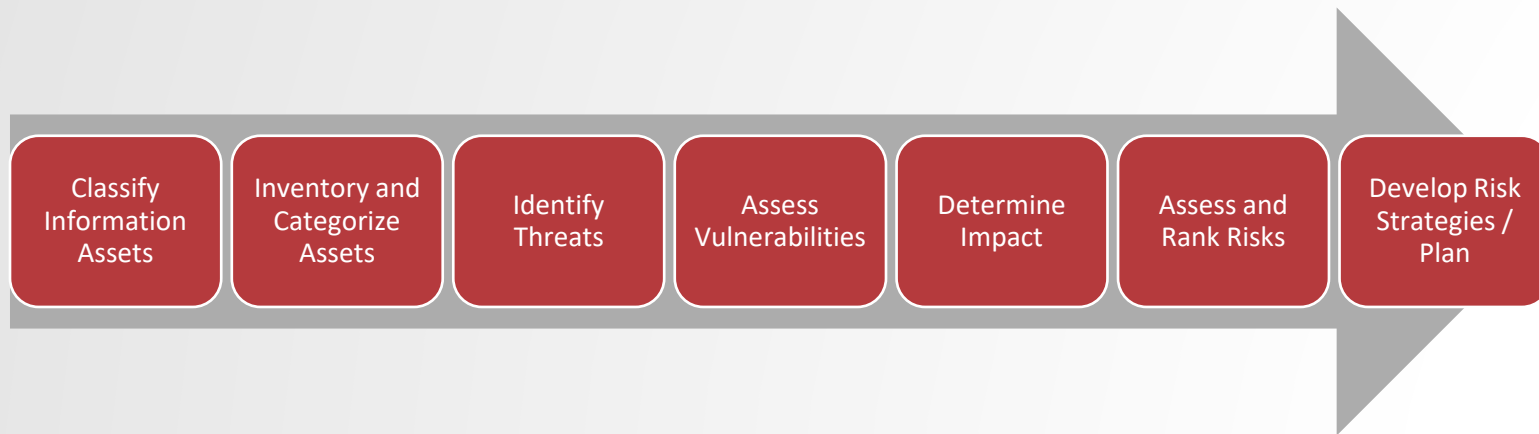 Classify
Information
Assets
Inventory and
Categorize
Assets
Identify
Threats
Assess
Vulnerabilities
Determine
Impact
Assess and
Rank Risks
Develop Risk
Strategies /
Plan